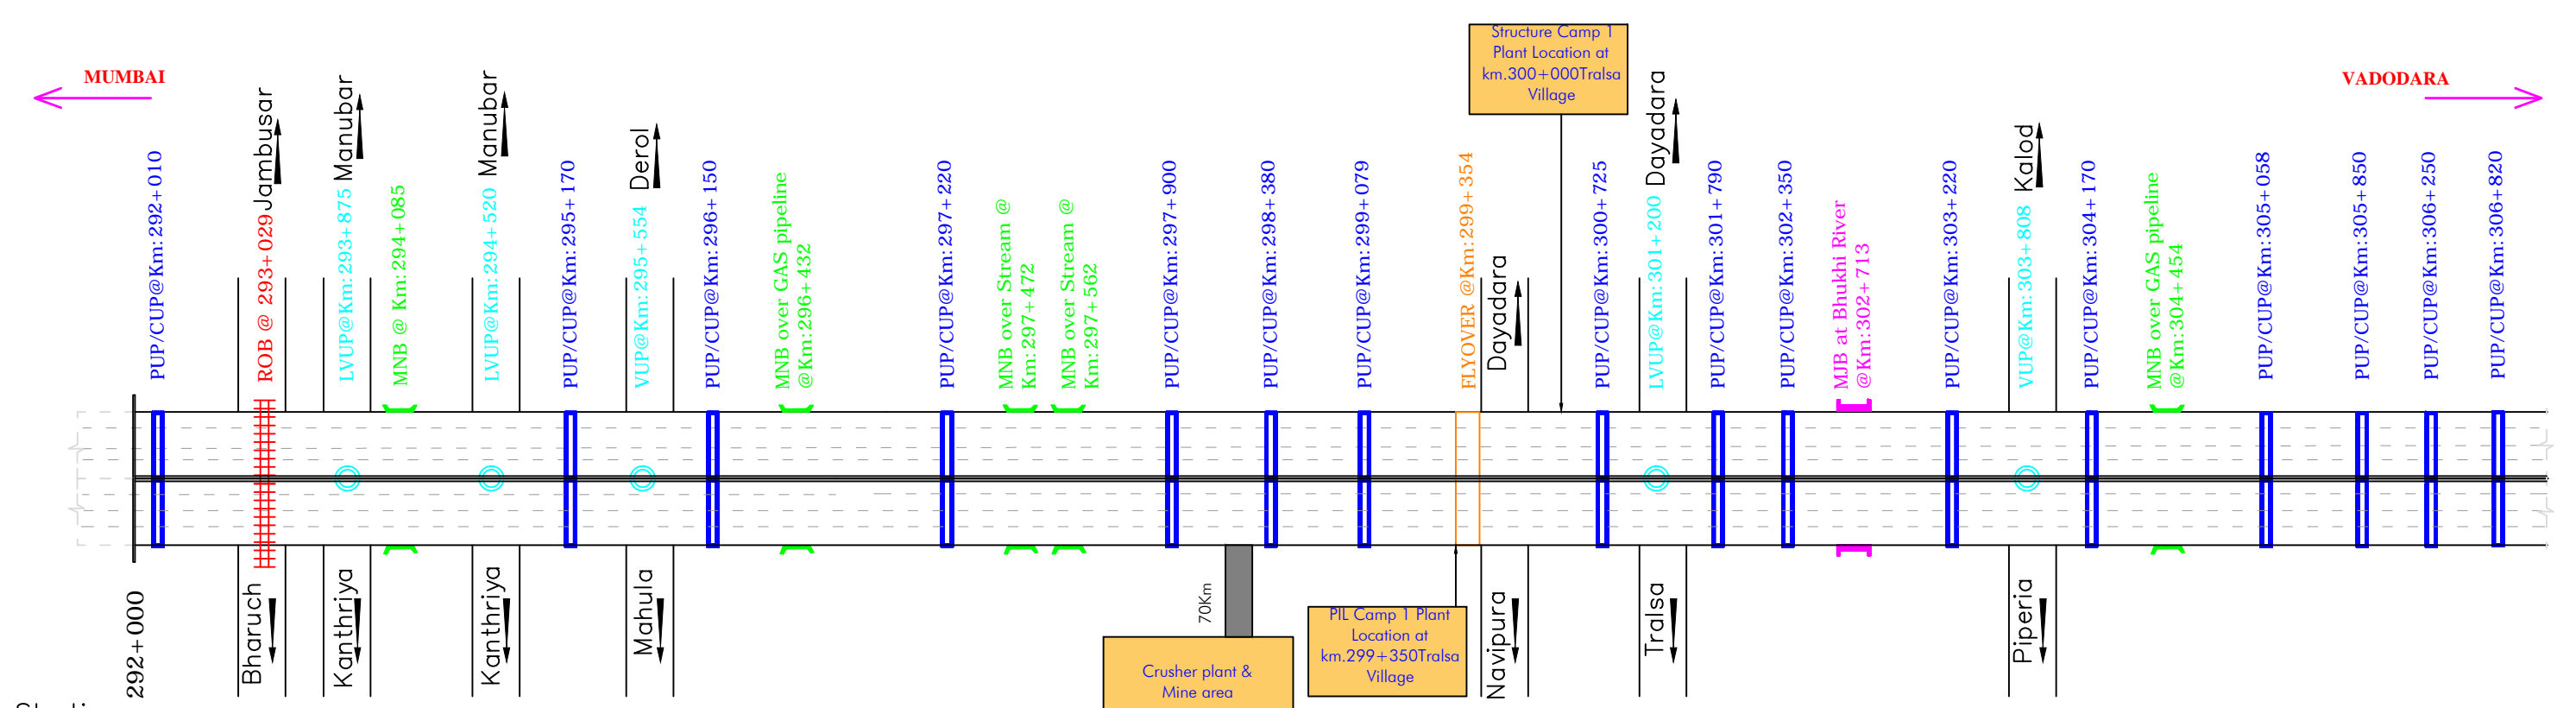 MUMBAI
VADODARA
Structure Camp 1
Plant Location at
km.300+000Tralsa
Village
PUP/CUP@Km:292+010
ROB @ 293+029
Jambusar
LVUP@Km:293+875
Manubar
MNB @ Km:294+085
LVUP@Km:294+520
Manubar
PUP/CUP@Km:295+170
VUP@Km:295+554
Derol
PUP/CUP@Km:296+150
MNB over GAS pipeline
@Km:296+432
PUP/CUP@Km:297+220
MNB over Stream @
Km:297+472
MNB over Stream @
Km:297+562
PUP/CUP@Km:297+900
PUP/CUP@Km:298+380
PUP/CUP@Km:299+079
FLYOVER @Km:299+354
Dayadara
PUP/CUP@Km:300+725
LVUP@Km:301+200
Dayadara
PUP/CUP@Km:301+790
PUP/CUP@Km:302+350
MJB at Bhukhi River
@Km:302+713
PUP/CUP@Km:303+220
VUP@Km:303+808
Kalod
PUP/CUP@Km:304+170
MNB over GAS pipeline
@Km:304+454
PUP/CUP@Km:305+058
PUP/CUP@Km:305+850
PUP/CUP@Km:306+250
PUP/CUP@Km:306+820
292+000
Bharuch
Kanthriya
Kanthriya
Mahula
70Km
Crusher plant &
Mine area
PIL Camp 1 Plant
Location at
km.299+350Tralsa
Village
Navipura
Tralsa
Piperia